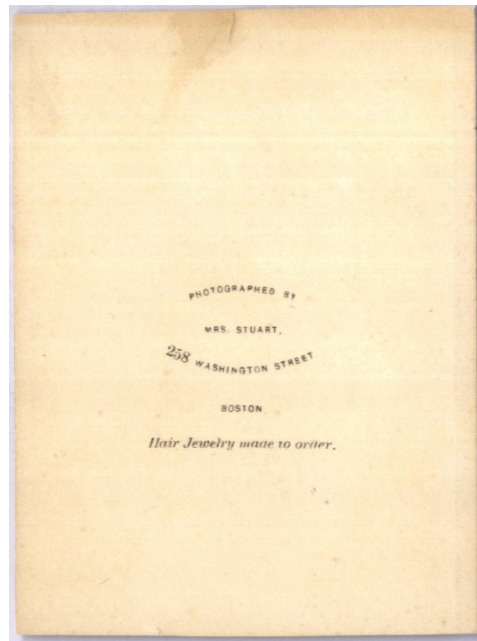 PHOTOGRAPHED BY
MRS. STUART,
258 WASHINGTON STREET
BOSTON
Hair Jewelry made to order.